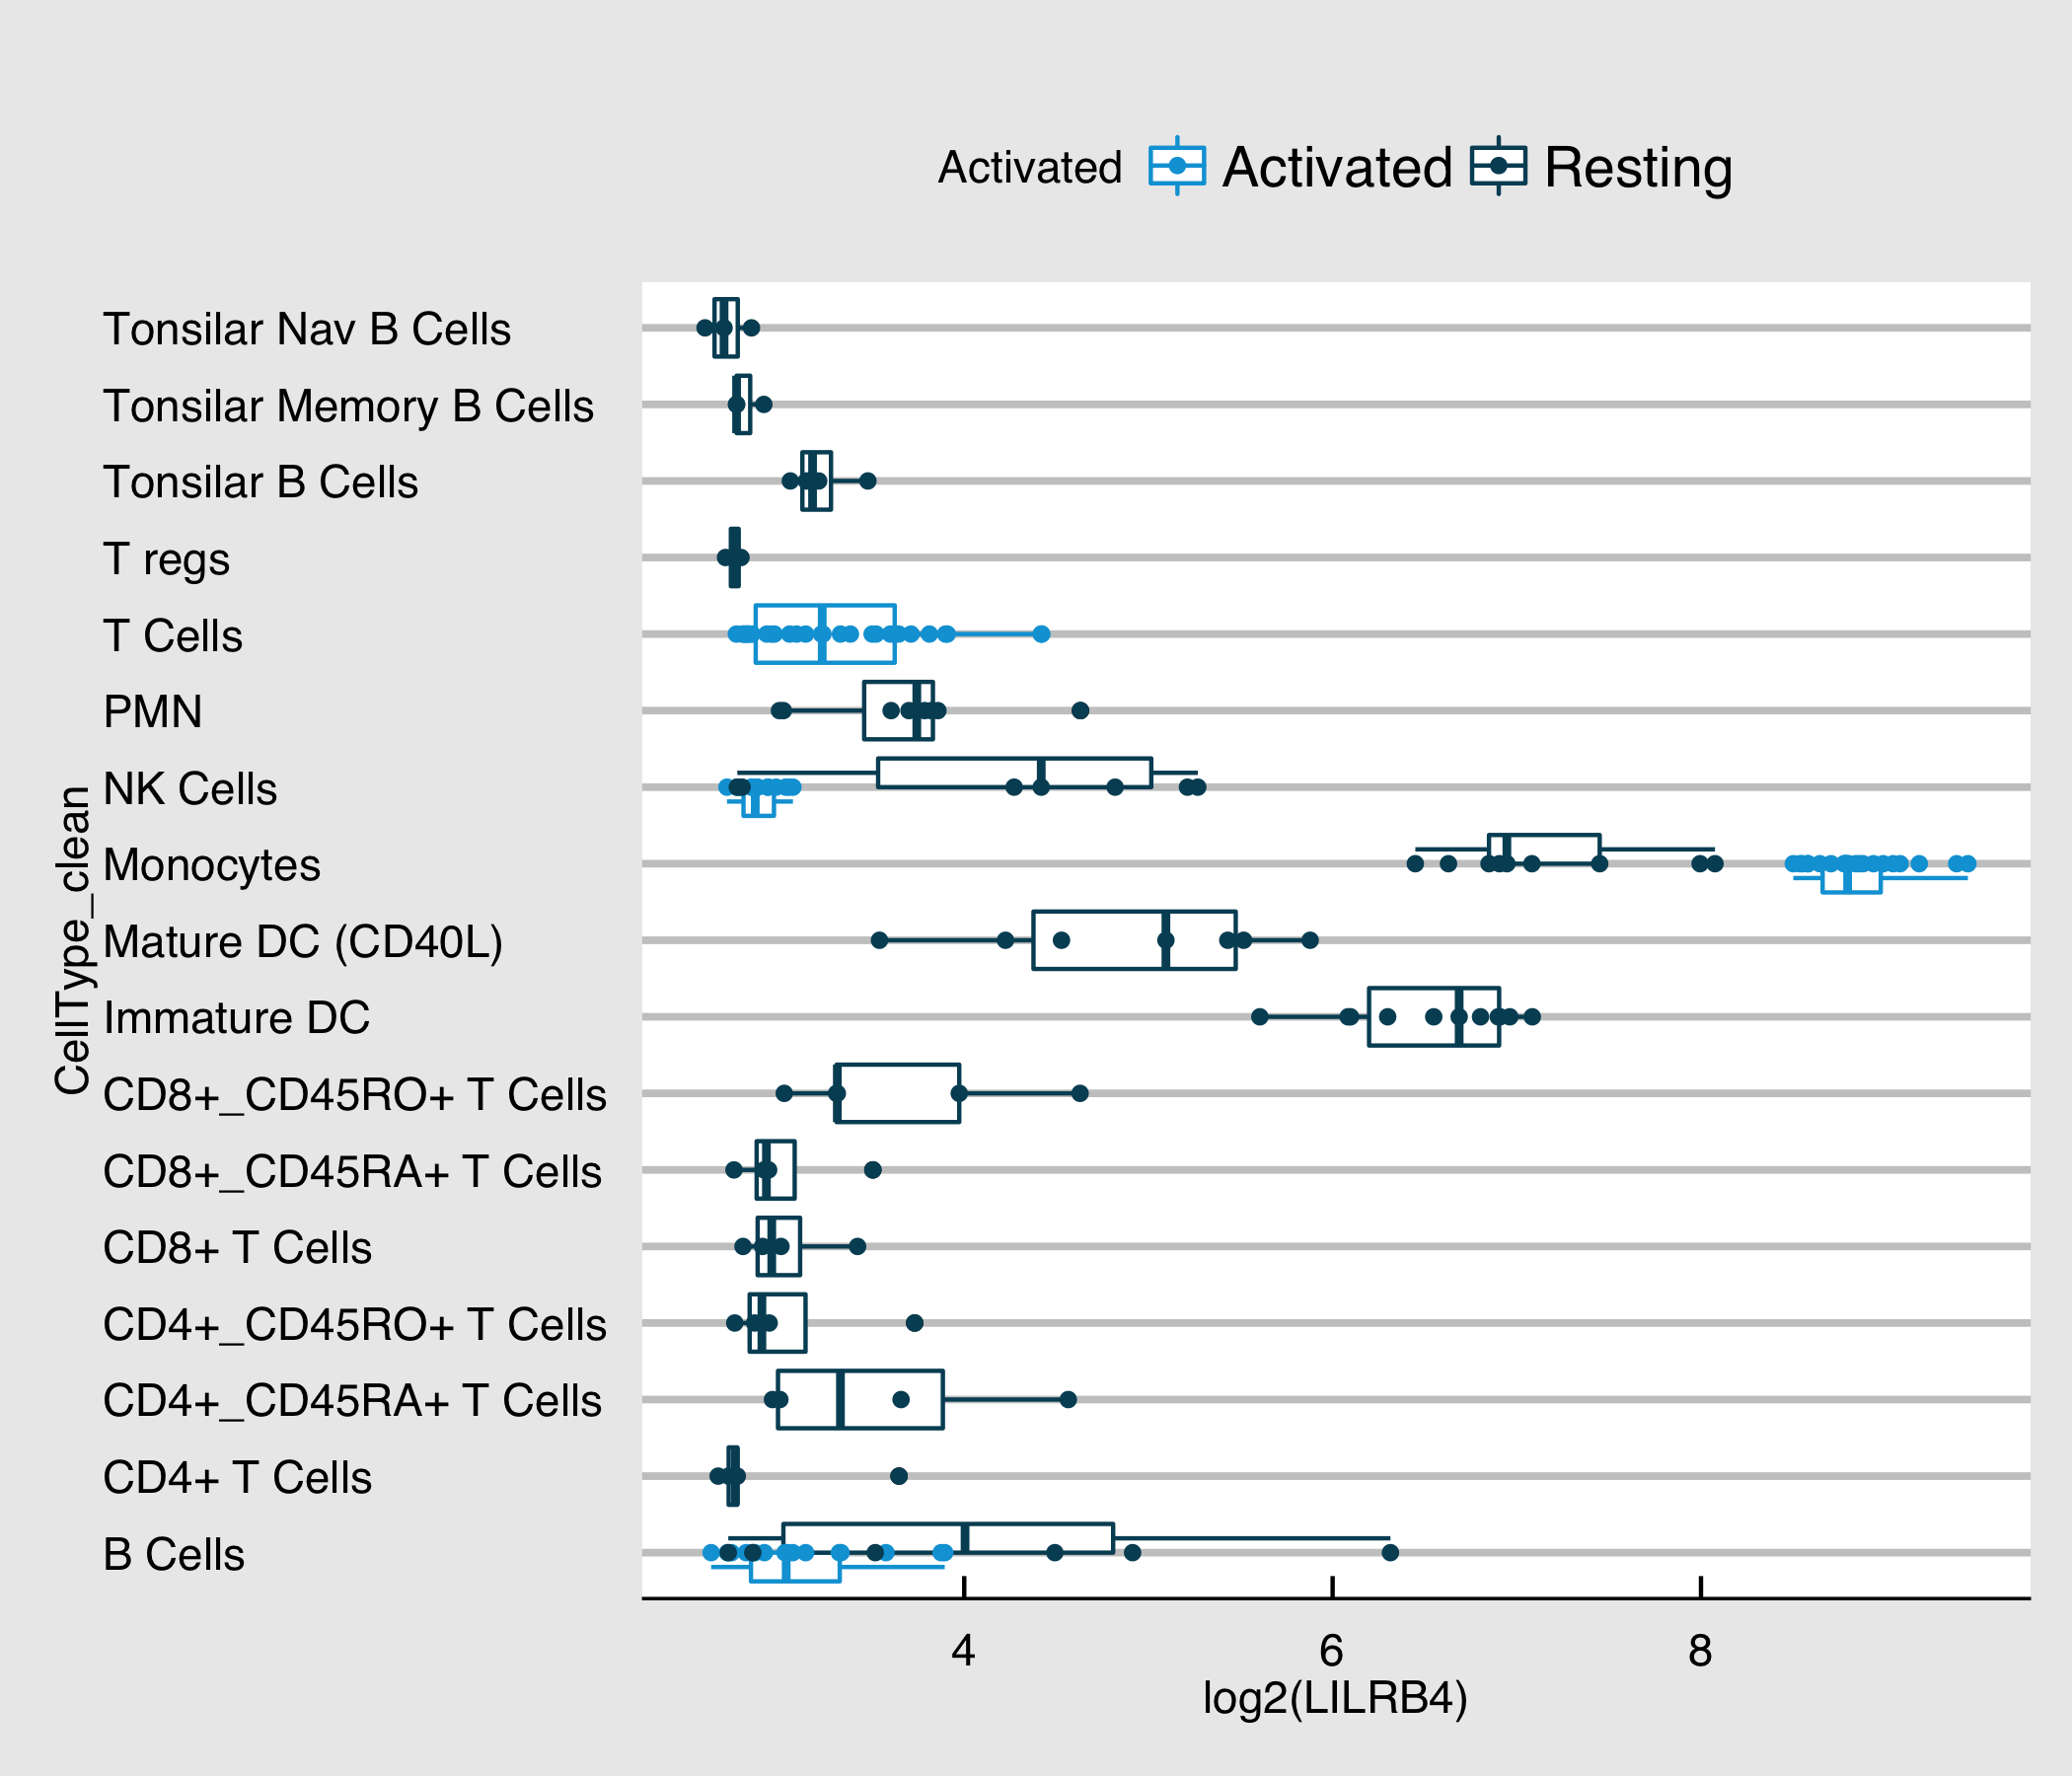 Activated Activated Resting
Tonsilar Nav B Cells
Tonsilar Memory B Cells
Tonsilar B Cells
T regs
T Cells
PMN
NK Cells
Monocytes
Mature DC (CD40L)
Immature DC
CD8+_CD45RO+ T Cells
CD8+_CD45RA+ T Cells
CD8+ T Cells
CD4+_CD45RO+ T Cells
CD4+_CD45RA+ T Cells
CD4+ T Cells
B Cells
CellType_clean
4 6 8
log2(LILRB4)